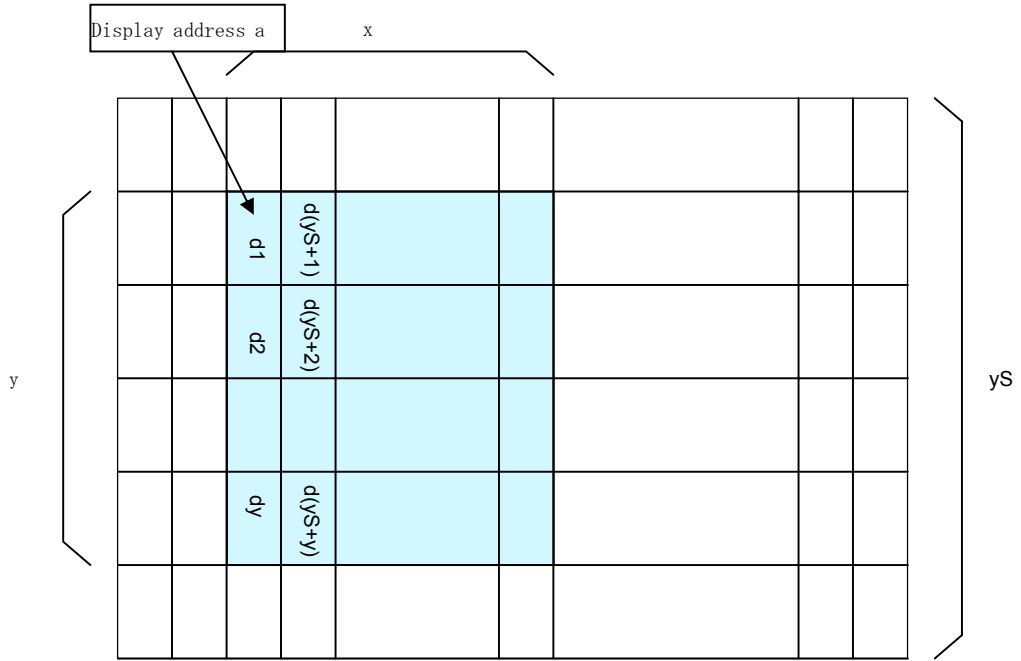 Display address a
x
d1
d(yS+1)
d2
d(yS+2)
y
yS
dy
d(yS+y)